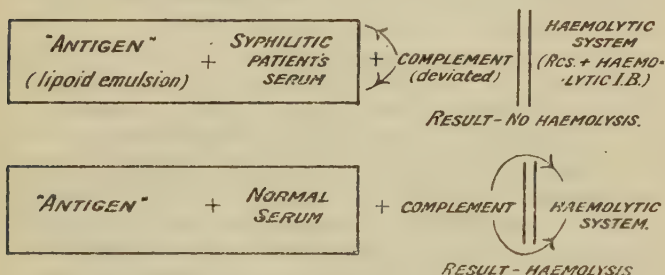 "ANTIGEN"
(lipoid emulsion)
+
SYPHILITIC
PATIENT'S
SERUM
+
COMPLEMENT
(deviated)
HAEMOLYTIC
SYSTEM
(Rcs. + HAEMO-
-LYTIC I.B.)
RESULT - NO HAEMOLYSIS.
"ANTIGEN"
+
NORMAL
SERUM
+
COMPLEMENT
HAEMOLYTIC
SYSTEM.
RESULT - HAEMOLYSIS